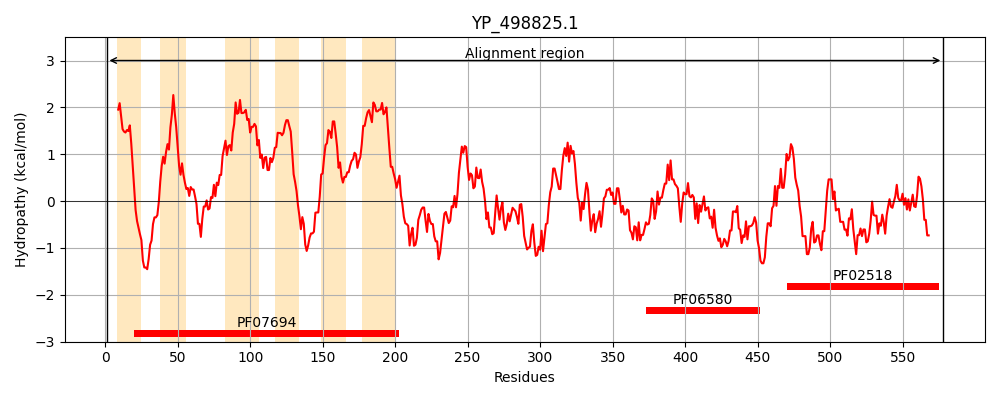 YP_498825.1
Alignment region
3
2
1
0
−1
−2
−3
Hydropathy (kcal/mol)
PF02518
PF06580
PF07694
0 50 100 150 200 250 300 350 400 450 500 550
Residues